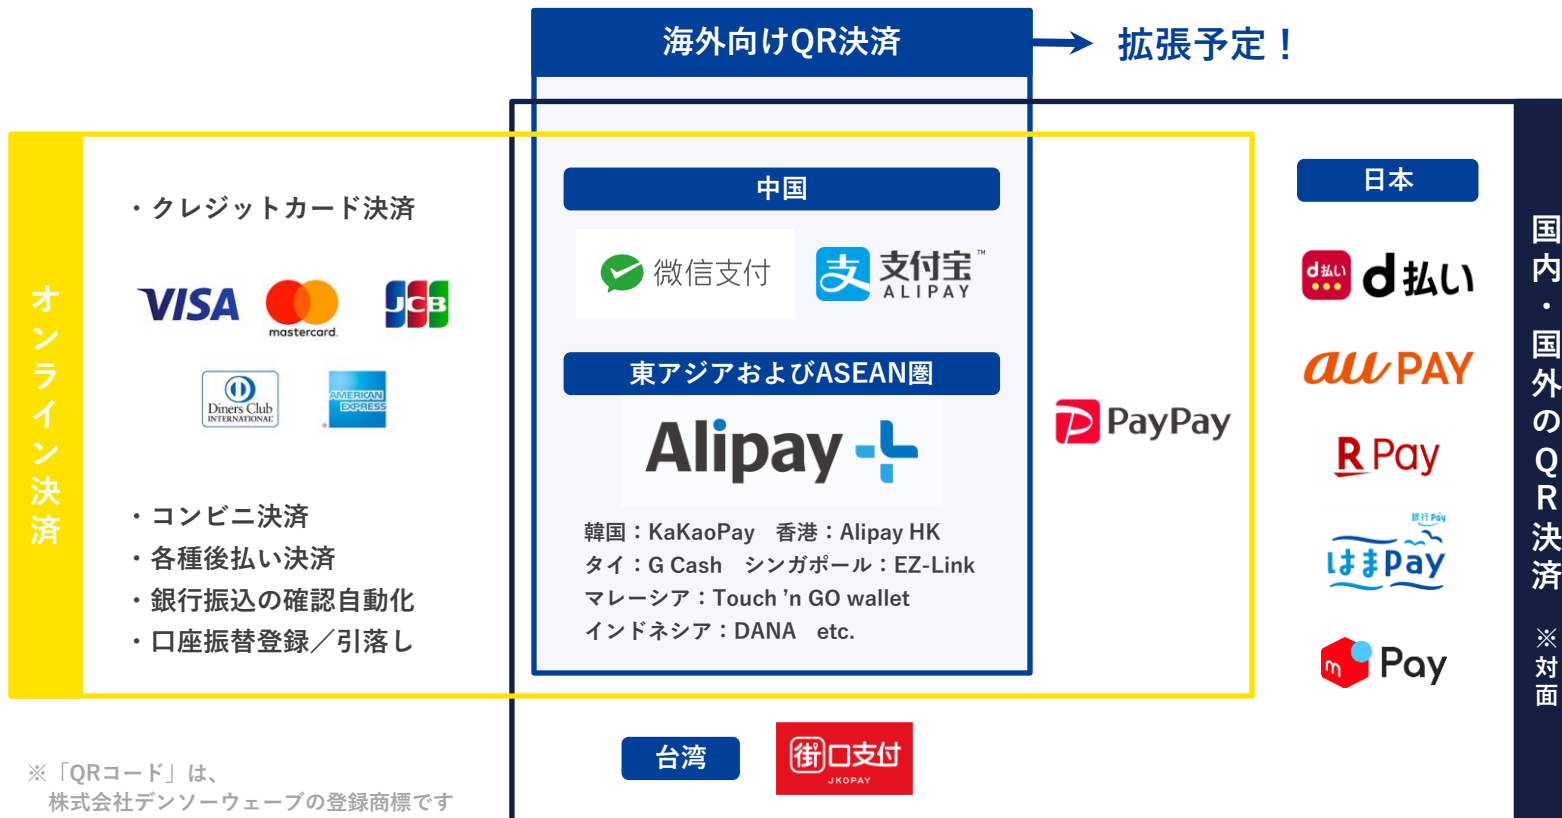 海外向けQR決済
拡張予定！
オンライン決済
・クレジットカード決済
VISA
mastercard.
JCB
Diners Club
INTERNATIONAL
AMERICAN
EXPRESS
・コンビニ決済
・各種後払い決済
・銀行振込の確認自動化
・口座振替登録／引落し
中国
微信支付
支
支付宝™
ALIPAY
東アジアおよびASEAN圏
Alipay
韓国：KaKaoPay　香港：Alipay HK
タイ：G Cash　シンガポール：EZ-Link
マレーシア：Touch ’n GO wallet
インドネシア：DANA　etc.
PayPay
日本
d払い
d払い
au PAY
R Pay
銀行Pay
はまPay
m Pay
国内・国外のQR決済　※対面
台湾
街口支付
JKOPAY
※「QRコード」は、
株式会社デンソーウェーブの登録商標です